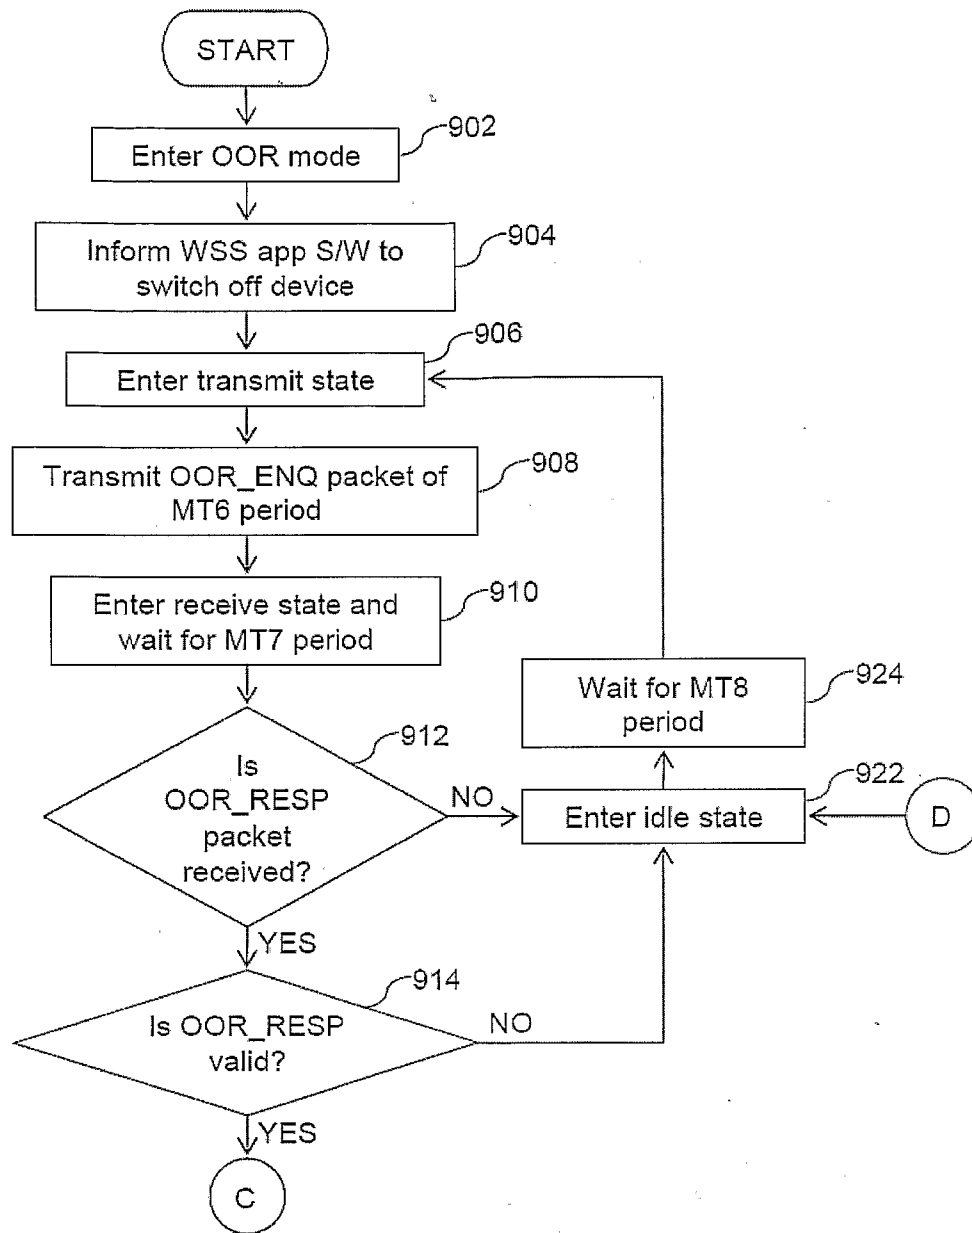 START
902
Enter OOR mode
904
Inform WSS app S/W to
switch off device
906
Enter transmit state
908
Transmit OOR_ENQ packet of
MT6 period
910
Enter receive state and
wait for MT7 period
924
Wait for MT8
period
912
Is
OOR_RESP
packet
received?
NO
922
Enter idle state
D
YES
914
Is OOR_RESP
valid?
NO
YES
C